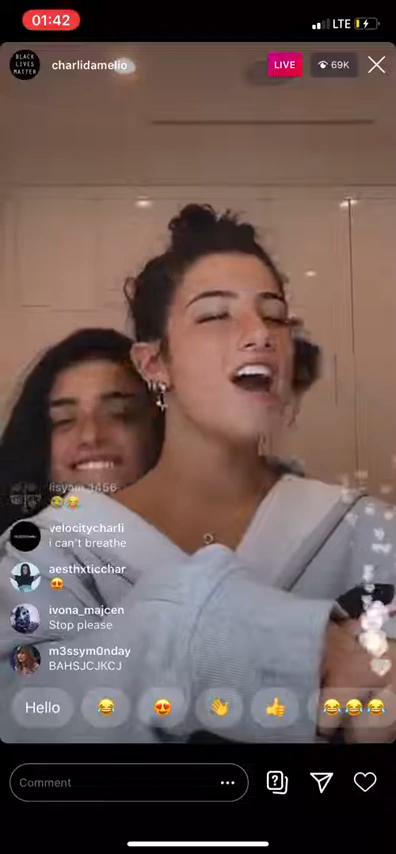 01:42
LTE
BLACK
LIVES
MATTER
charlidamelio
LIVE
69K
lisyam_1456
velocitycharli
i can't breathe
aesthxticchar
ivona_majcen
Stop please
m3ssym0nday
BAHSJCJKCJ
Hello
Comment